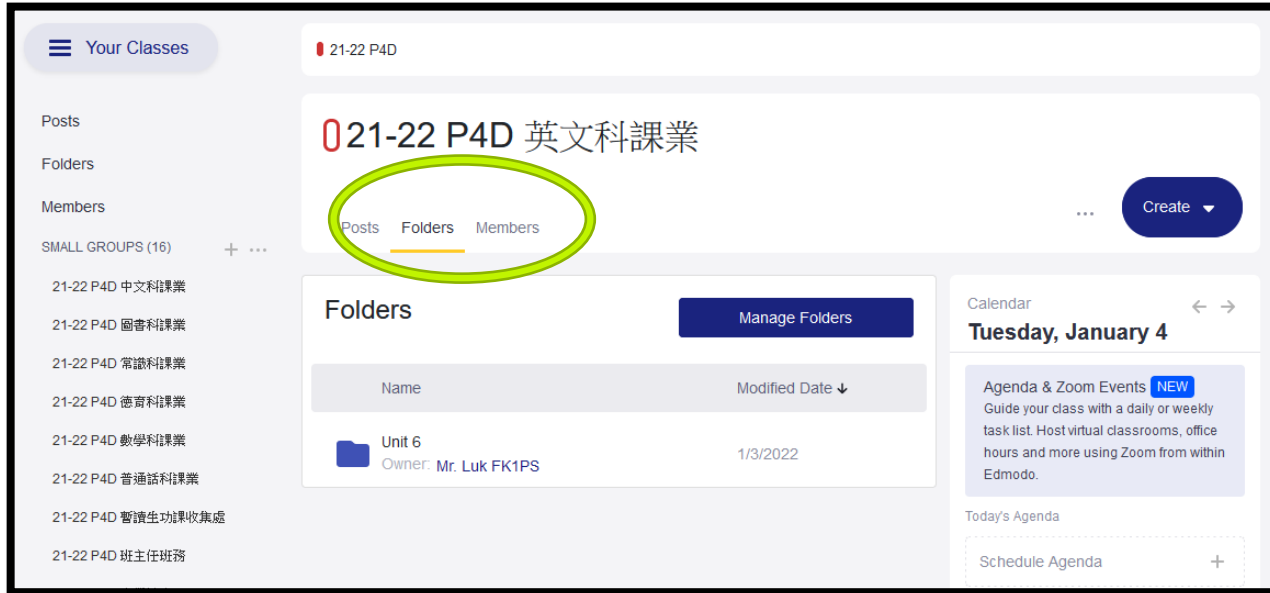 Your Classes
Posts
Folders
Members
SMALL GROUPS (16)
21-22 P4D 中文科課業
21-22 P4D 圖書科課業
21-22 P4D 常識科課業
21-22 P4D 德育科課業
21-22 P4D 數學科課業
21-22 P4D 普通話科課業
21-22 P4D 暫讀生功課收集處
21-22 P4D 班主任班務
21-22 P4D
21-22 P4D 英文科課業
Posts Folders Members
Create
Folders
Manage Folders
Name Modified Date
Unit 6 1/3/2022
Owner: Mr. Luk FK1PS
Calendar
Tuesday, January 4
Agenda & Zoom Events NEW
Guide your class with a daily or weekly
task list. Host virtual classrooms, office
hours and more using Zoom from within
Edmodo.
Today's Agenda
Schedule Agenda